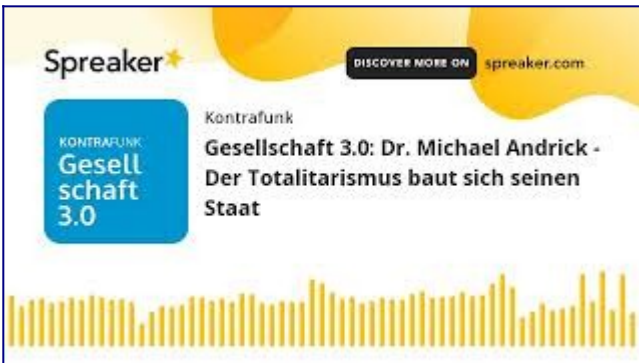 Spreaker
DISCOVER MORE ON spreaker.com
Kontrafunk
Gesellschaft 3.0: Dr. Michael Andrick -
Der Totalitarismus baut sich seinen
Staat
KONTRAFUNK
Gesell
schaft
3.0